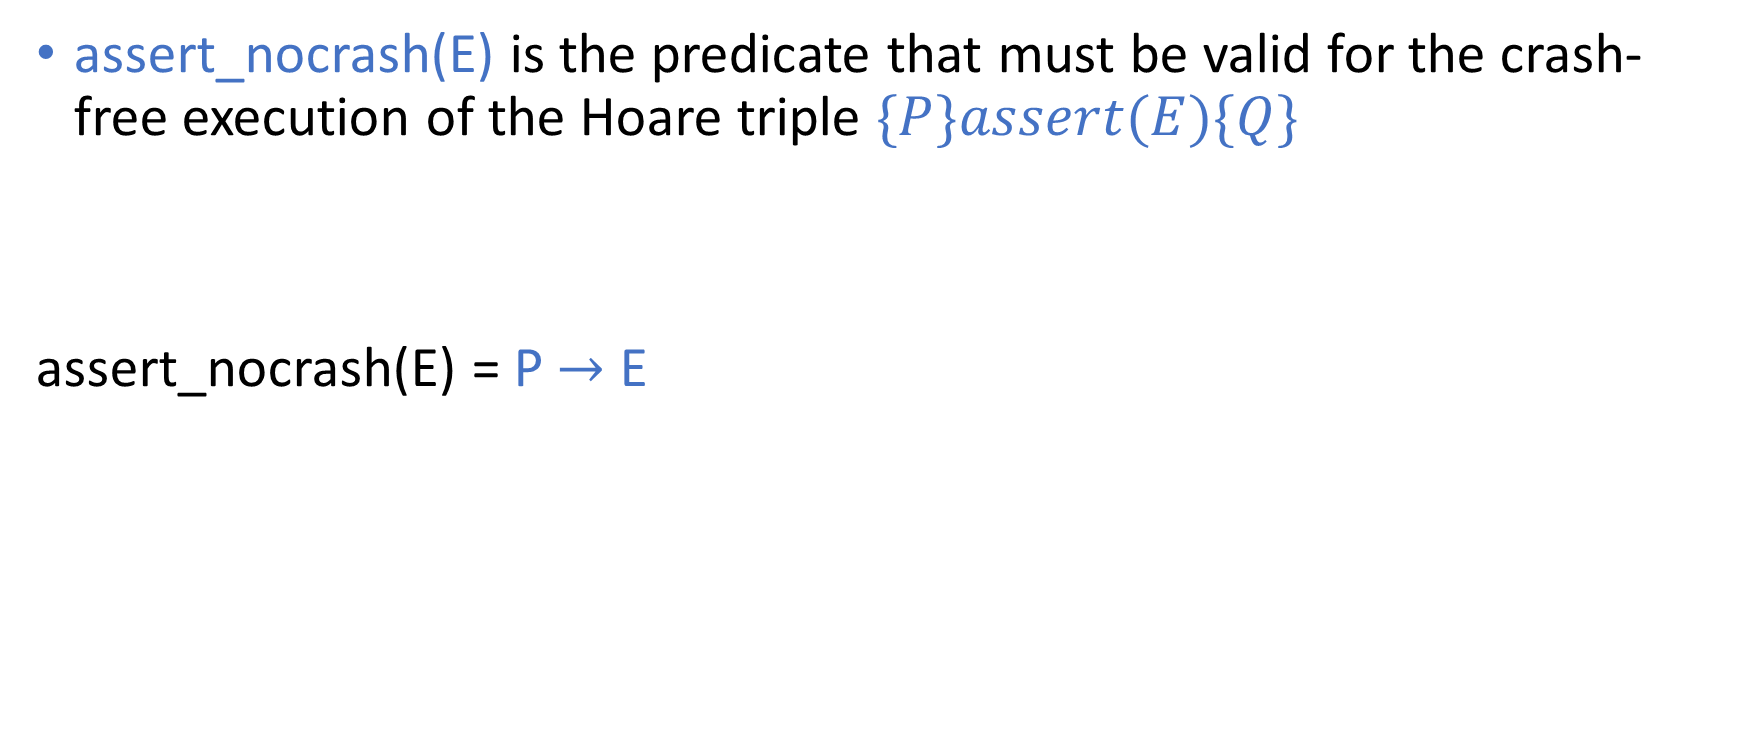 • assert_nocrash(E) is the predicate that must be valid for the crash-
free execution of the Hoare triple {P}assert(E){Q}
assert_nocrash(E) = P → E